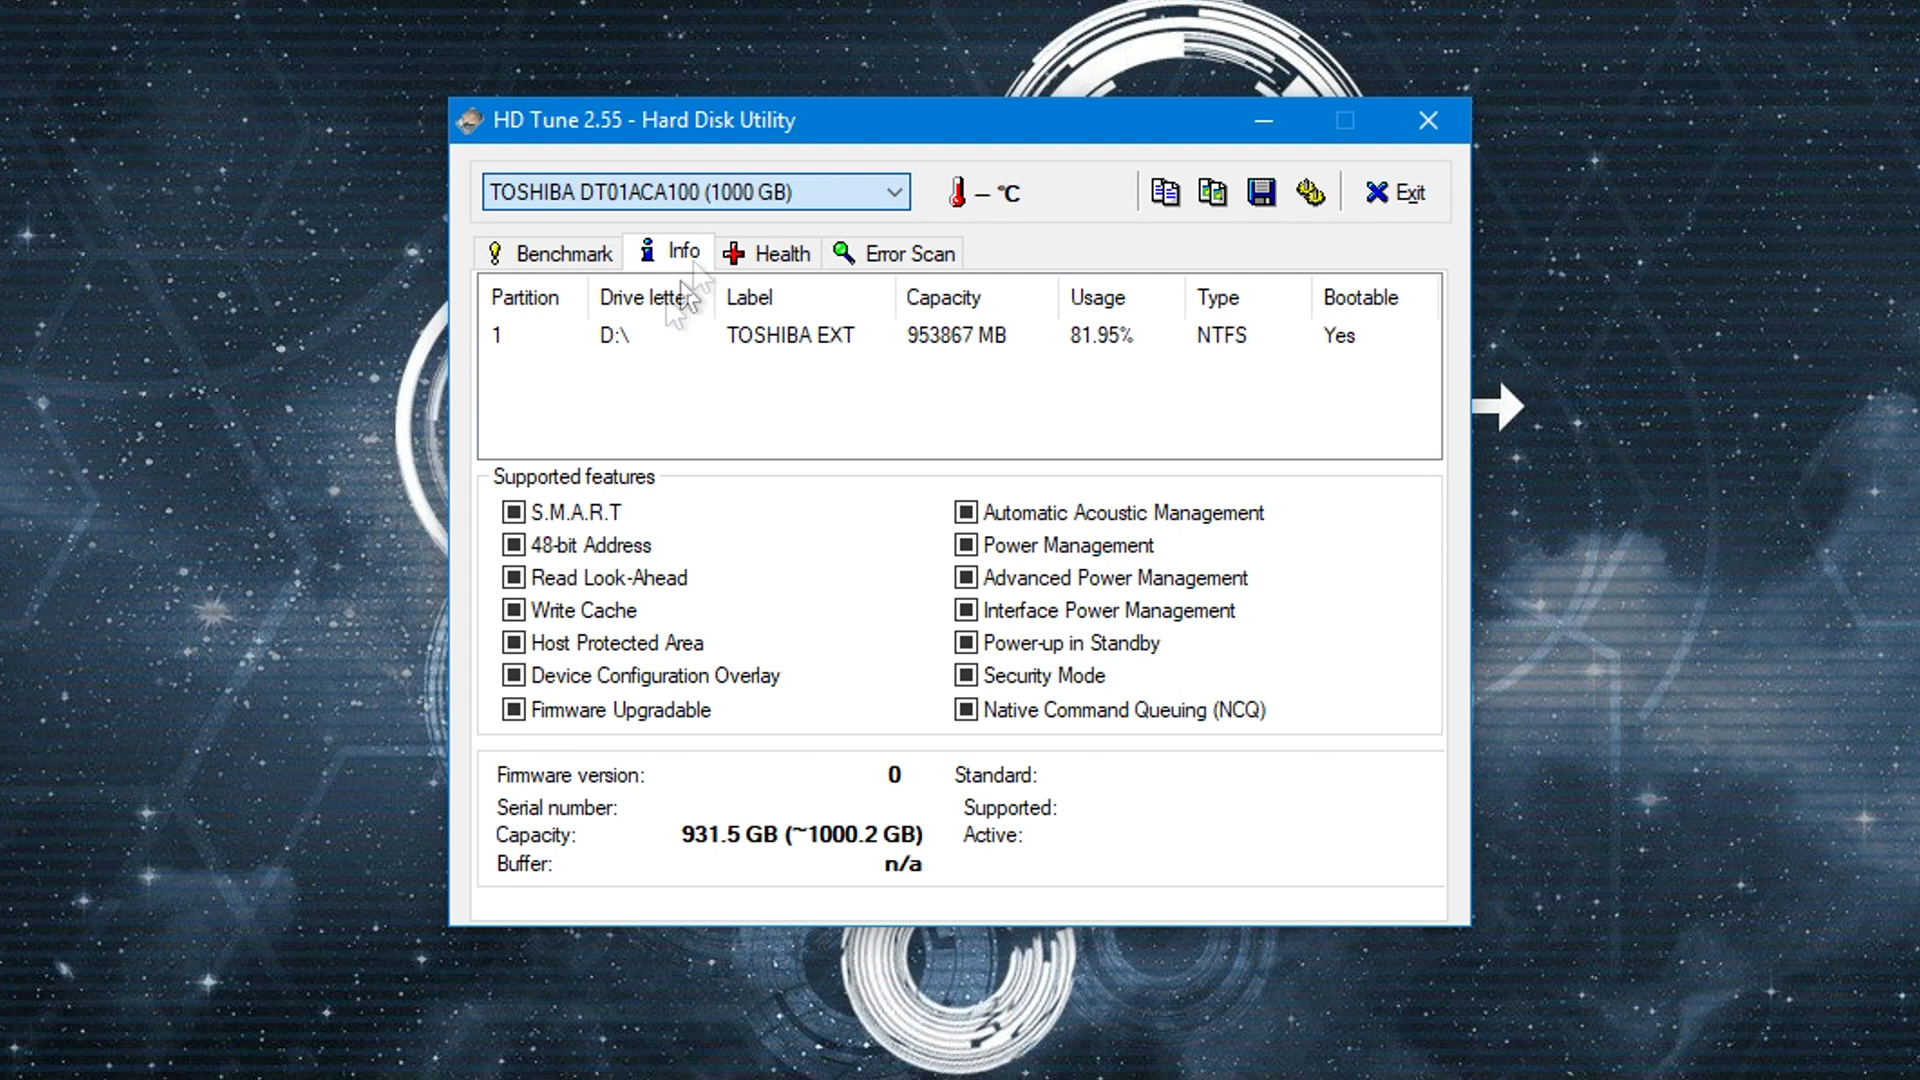 HD Tune 2.55 - Hard Disk Utility
TOSHIBA DT01ACA100 (1000 GB)
– °C
Exit
Benchmark Info Health Error Scan
Partition Drive letter Label Capacity Usage Type Bootable
1 D:\ TOSHIBA EXT 953867 MB 81.95% NTFS Yes
Supported features
S.M.A.R.T
48-bit Address
Read Look-Ahead
Write Cache
Host Protected Area
Device Configuration Overlay
Firmware Upgradable
Automatic Acoustic Management
Power Management
Advanced Power Management
Interface Power Management
Power-up in Standby
Security Mode
Native Command Queuing (NCQ)
Firmware version: 0
Serial number:
Capacity: 931.5 GB (~1000.2 GB)
Buffer: n/a
Standard:
Supported:
Active: